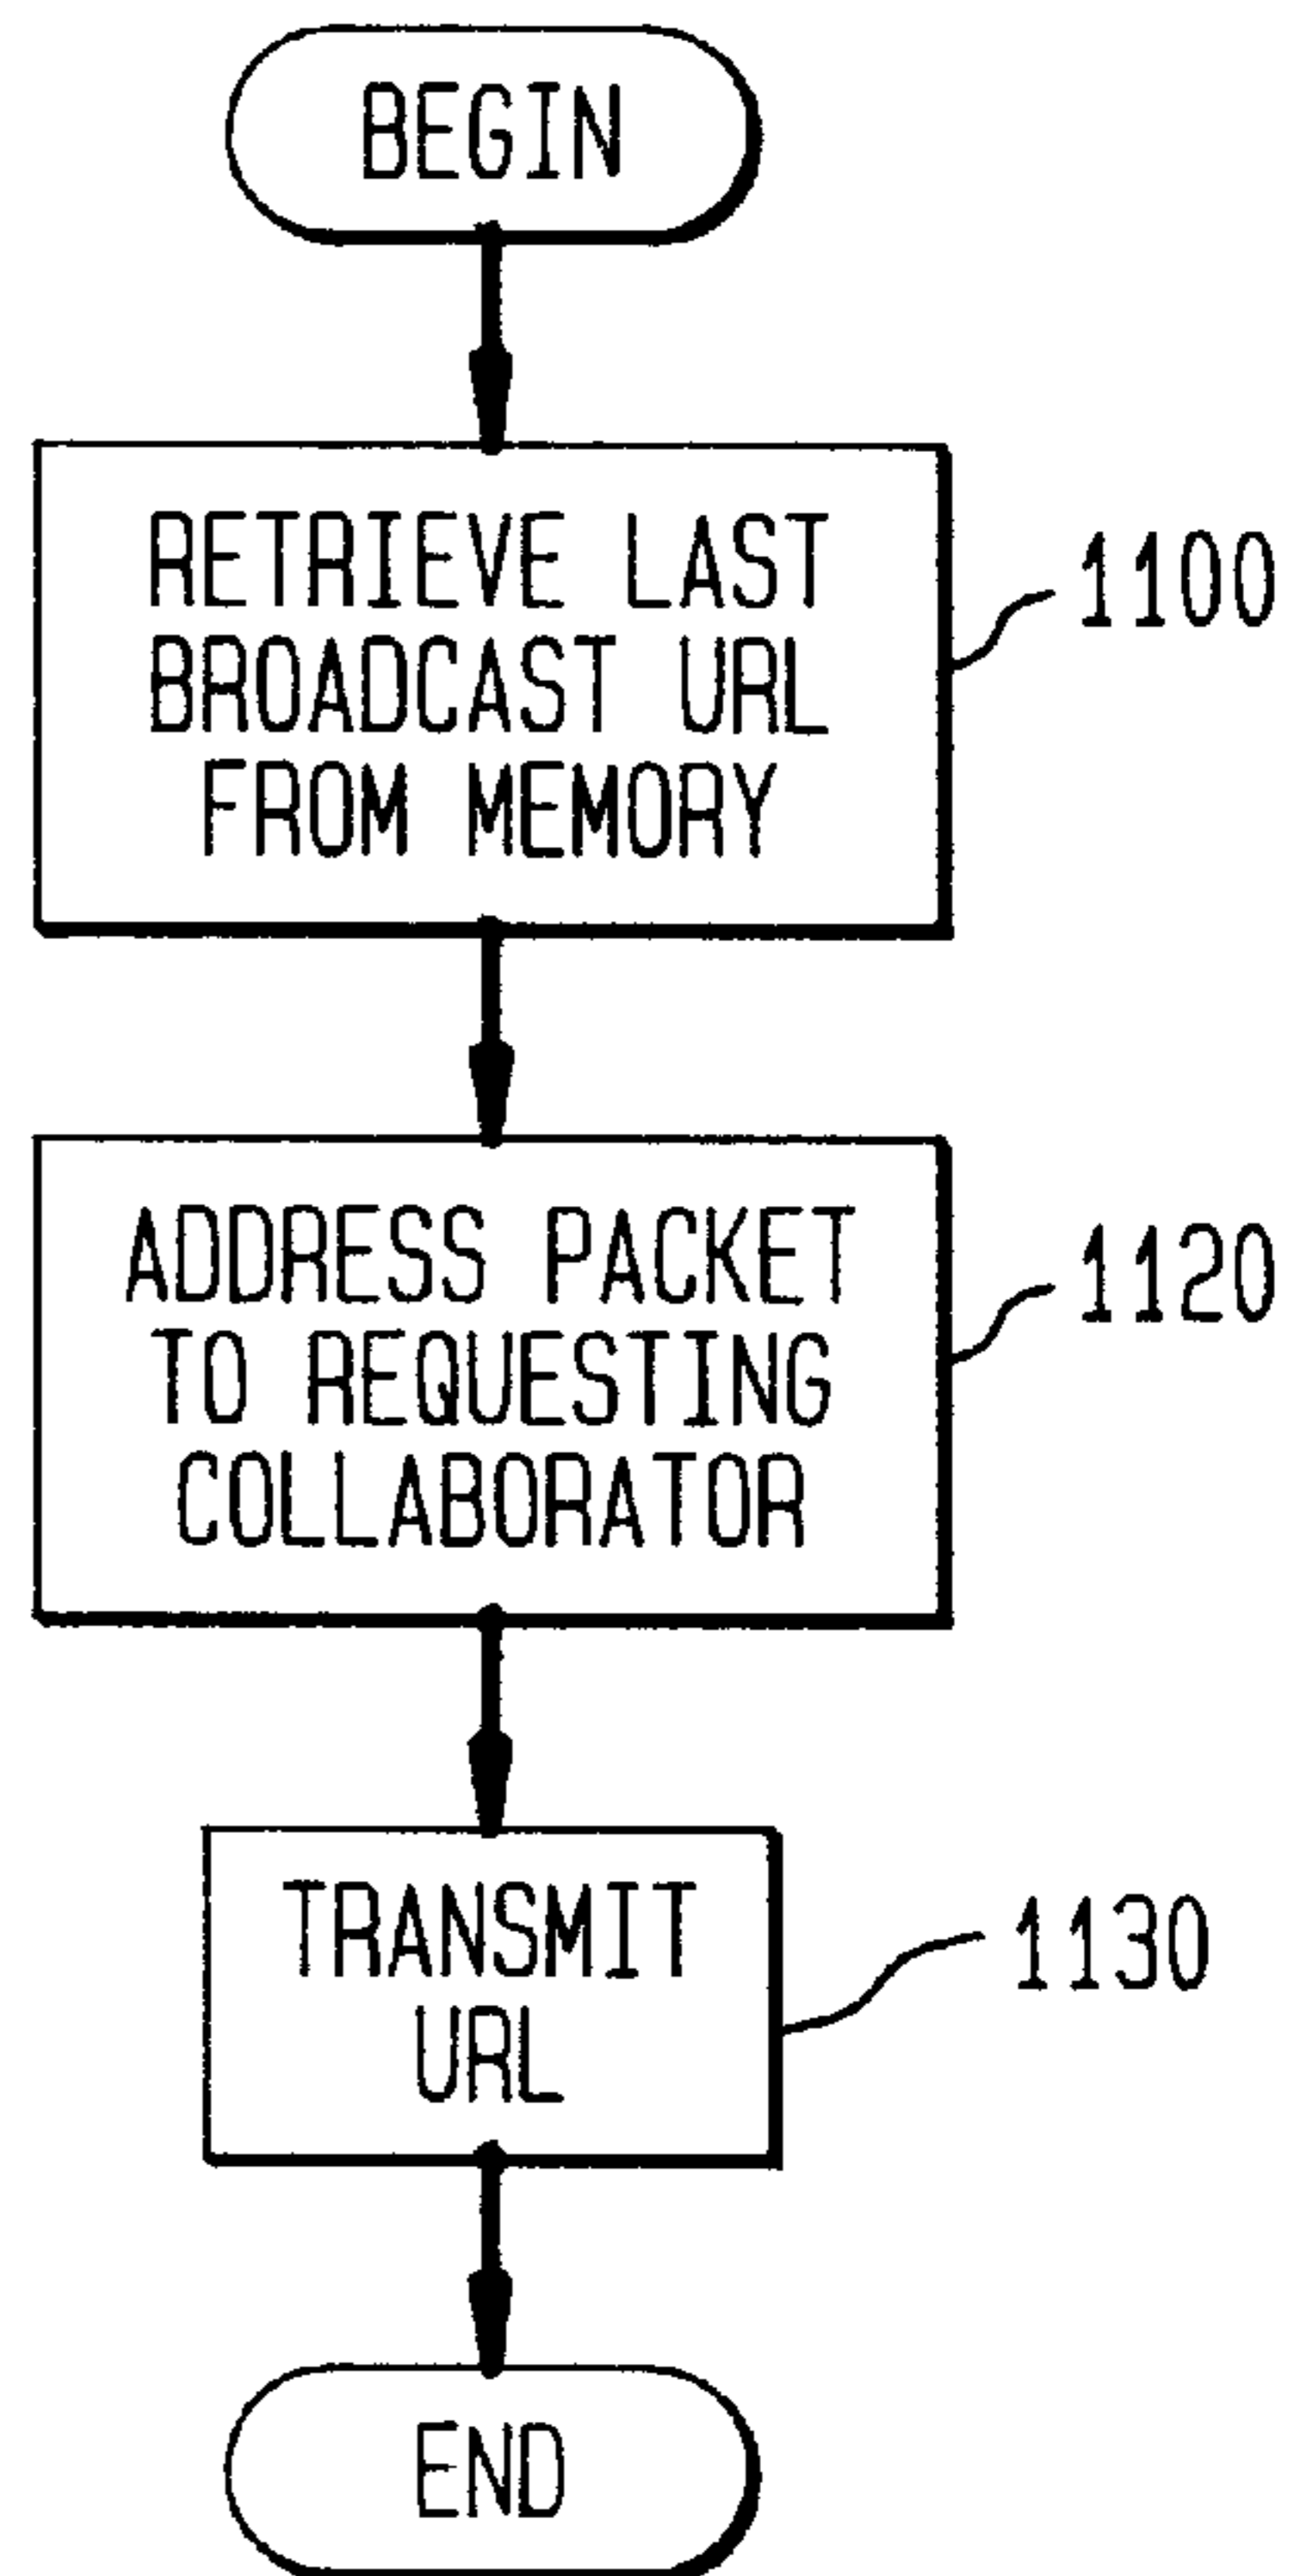 BEGIN
RETRIEVE LAST
BROADCAST URL
FROM MEMORY
1100
ADDRESS PACKET
TO REQUESTING
COLLABORATOR
1120
TRANSMIT
URL
1130
END